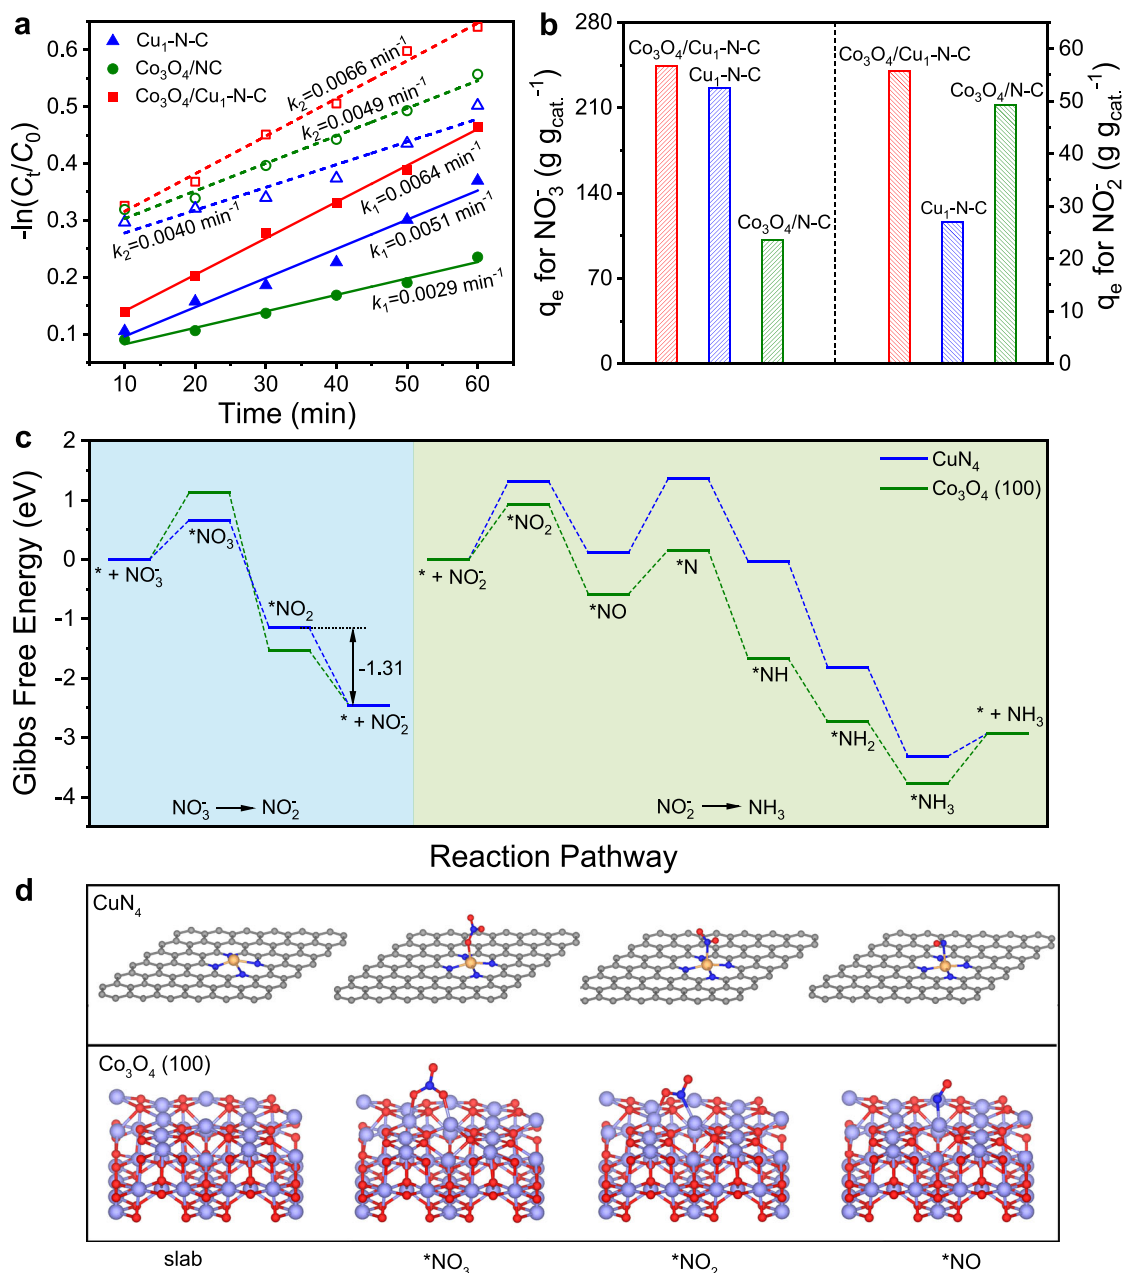 a
-ln(Cₜ/C₀)
0.6
0.5
0.4
0.3
0.2
0.1
10 20 30 40 50 60
Time (min)
Cu₁-N-C
Co₃O₄/NC
Co₃O₄/Cu₁-N-C
k₂=0.0066 min⁻¹
k₂=0.0049 min⁻¹
k₂=0.0040 min⁻¹
k₁=0.0064 min⁻¹
k₁=0.0051 min⁻¹
k₁=0.0029 min⁻¹
b
qₑ for NO₃⁻ (g g cat.⁻¹)
280
210
140
70
0
Co₃O₄/Cu₁-N-C
Cu₁-N-C
Co₃O₄/N-C
Co₃O₄/Cu₁-N-C
Co₃O₄/N-C
Cu₁-N-C
60
50
40
30
20
10
0
qₑ for NO₂⁻ (g g cat.⁻¹)
c
Gibbs Free Energy (eV)
2
1
0
-1
-2
-3
-4
CuN₄
Co₃O₄ (100)
* + NO₃⁻
*NO₃
*NO₂
-1.31
* + NO₂⁻
NO₃⁻ → NO₂⁻
* + NO₂⁻
*NO₂
*NO
*N
*NH
*NH₂
*NH₃
* + NH₃
NO₂⁻ → NH₃
Reaction Pathway
d
CuN₄
Co₃O₄ (100)
slab *NO₃ *NO₂ *NO